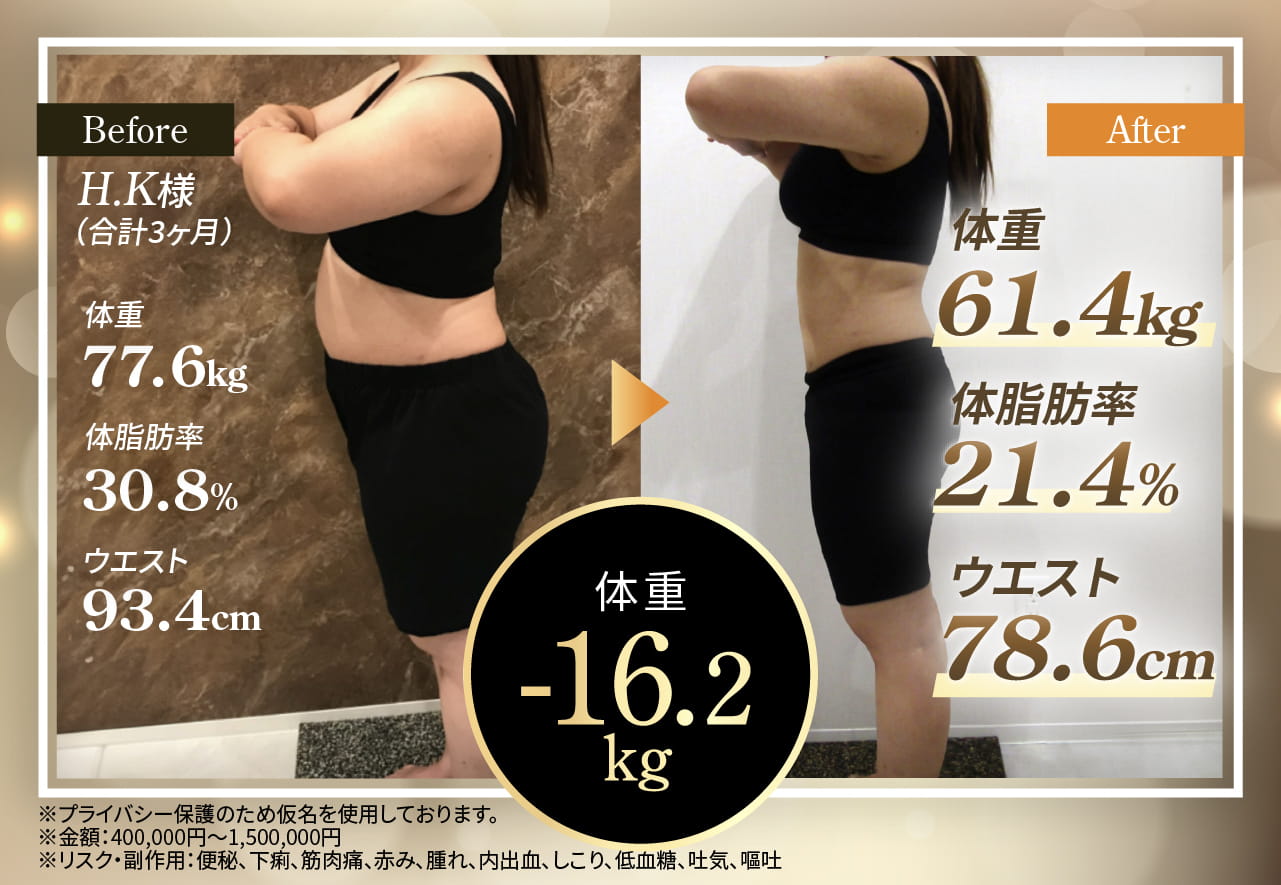 Before
H.K様
（合計3ヶ月）
体重
77.6kg
体脂肪率
30.8%
ウエスト
93.4cm
After
体重
61.4kg
体脂肪率
21.4%
ウエスト
78.6cm
体重
-16.2
kg
※プライバシー保護のため仮名を使用しております。
※金額：400,000円〜1,500,000円
※リスク・副作用：便秘、下痢、筋肉痛、赤み、腫れ、内出血、しこり、低血糖、吐気、嘔吐